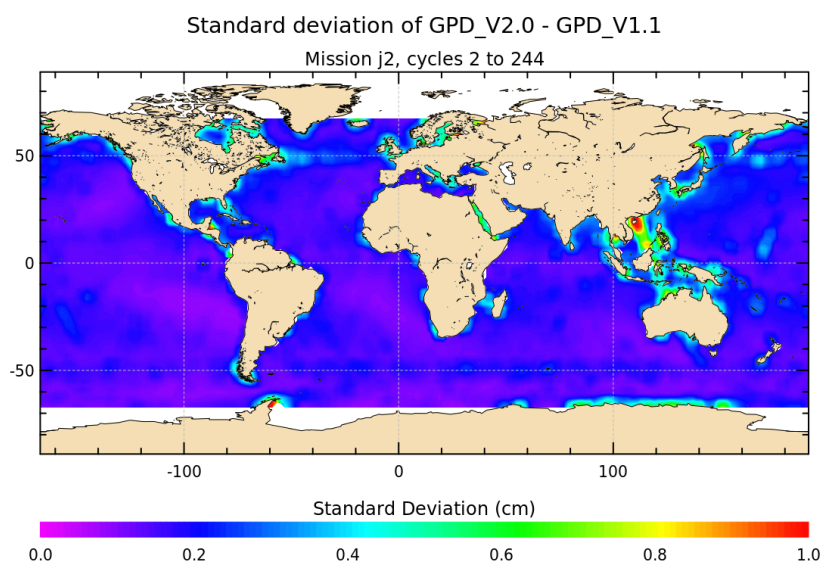 Standard deviation of GPD_V2.0 - GPD_V1.1
Mission j2, cycles 2 to 244
50
0
-50
-100 0 100
Standard Deviation (cm)
0.0 0.2 0.4 0.6 0.8 1.0